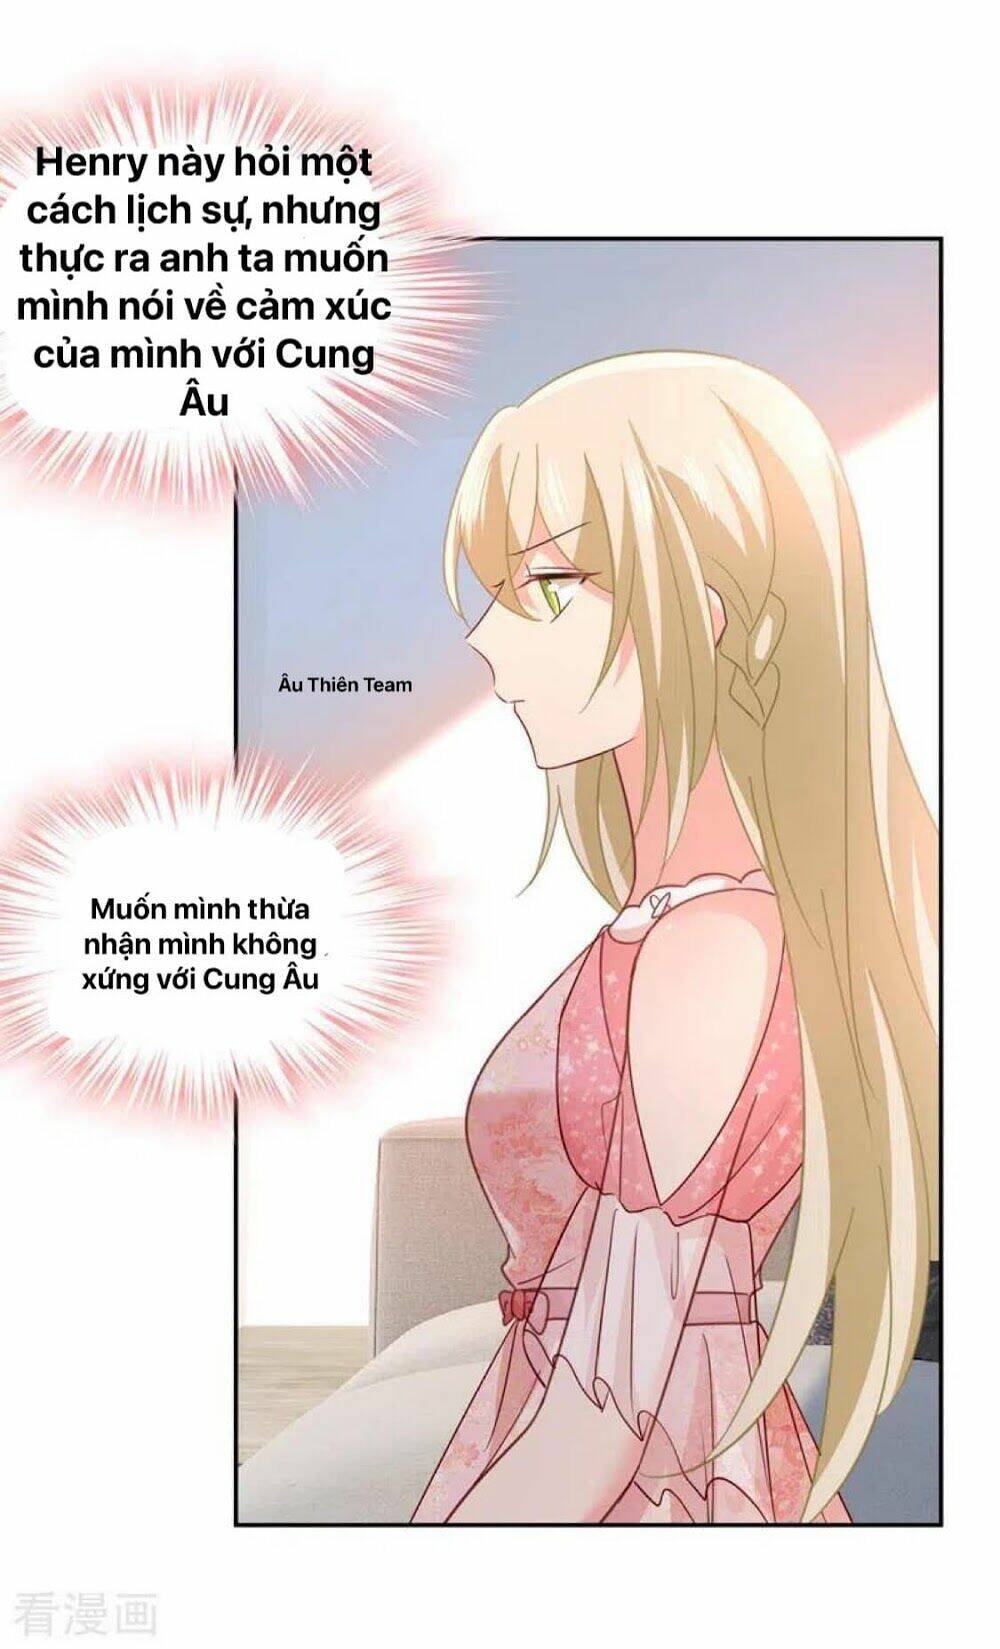 Henry này hỏi một
cách lịch sự, nhưng
thực ra anh ta muốn
mình nói về cảm xúc
của mình với Cung
Âu
Âu Thiên Team
Muốn mình thừa
nhận mình không
xứng với Cung Âu
看漫画